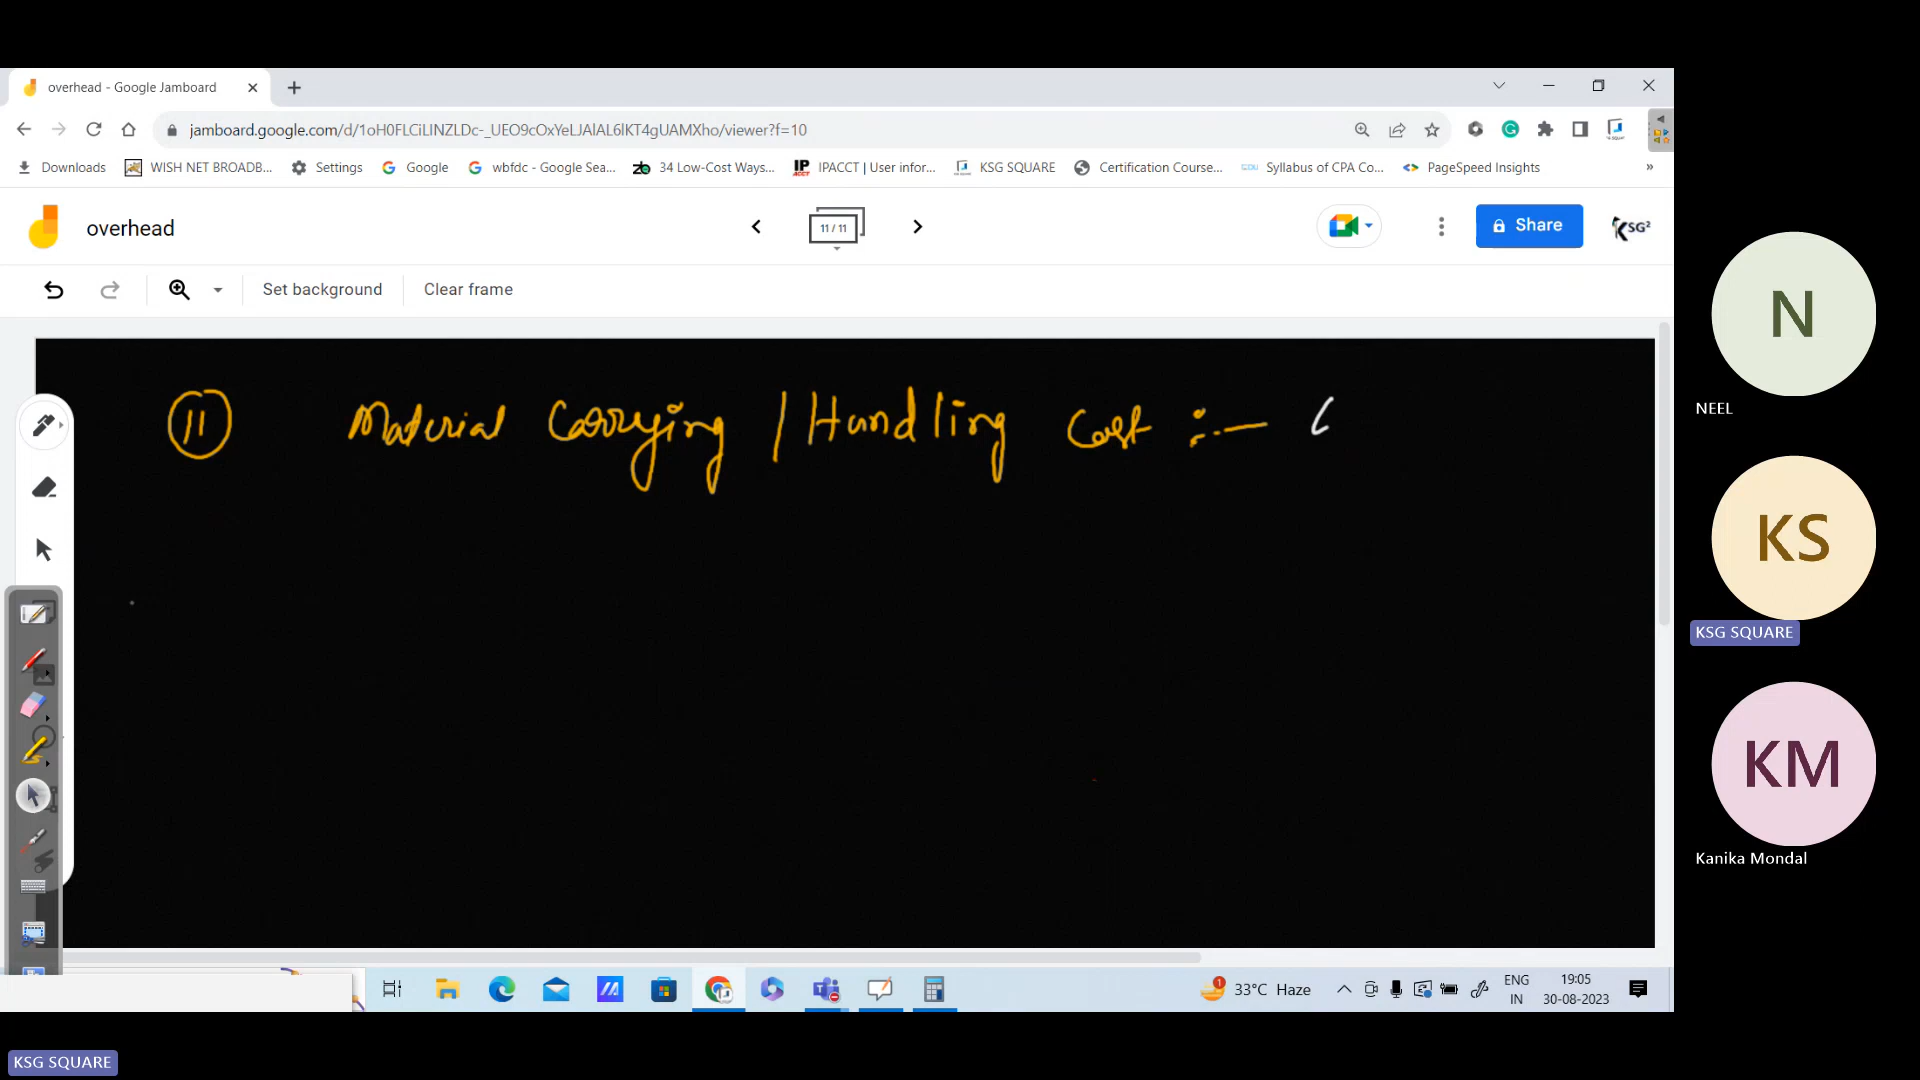 overhead - Google Jamboard
jamboard.google.com/d/1oH0FLCiLINZLDc-_UEO9cOxYeLJAlAL6lKT4gUAMXho/viewer?f=10
Downloads WISH NET BROADB... Settings Google wbfdc - Google Sea... 34 Low-Cost Ways... IPACCT | User infor... KSG SQUARE Certification Course... Syllabus of CPA Co... PageSpeed Insights »
overhead
11 / 11
Share
KSG²
Set background Clear frame
11 Material Carrying / Handling Cost :- (
N
NEEL
KS
KSG SQUARE
KM
Kanika Mondal
1 33°C Haze
ENG
IN
19:05
30-08-2023
KSG SQUARE